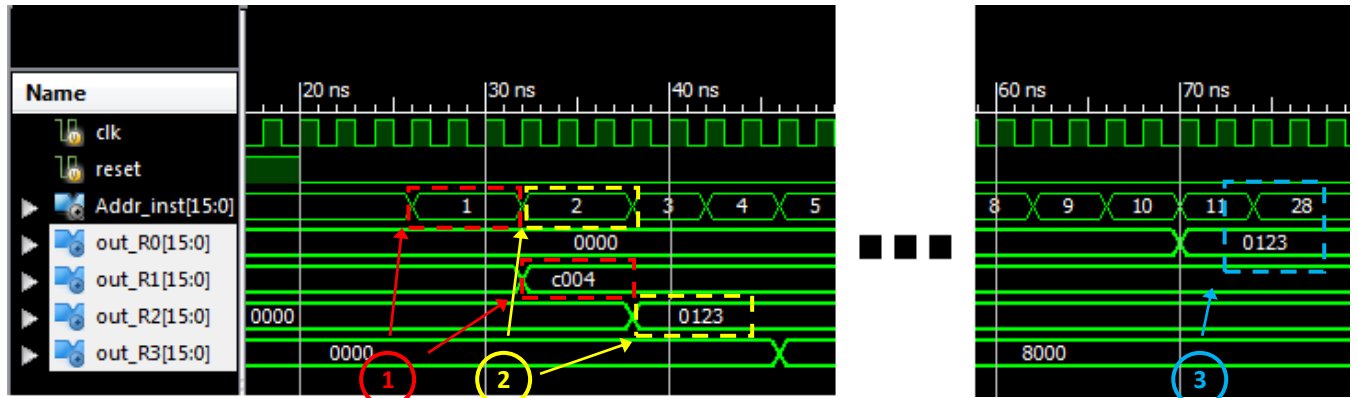 20 ns 30 ns 40 ns 60 ns 70 ns
Name
clk
reset
Addr_inst[15:0] 1 2 3 4 5 8 9 10 11 28
out_R0[15:0] 0000 0123
out_R1[15:0] c004
out_R2[15:0] 0000 0123
out_R3[15:0] 0000 8000
1 2 3